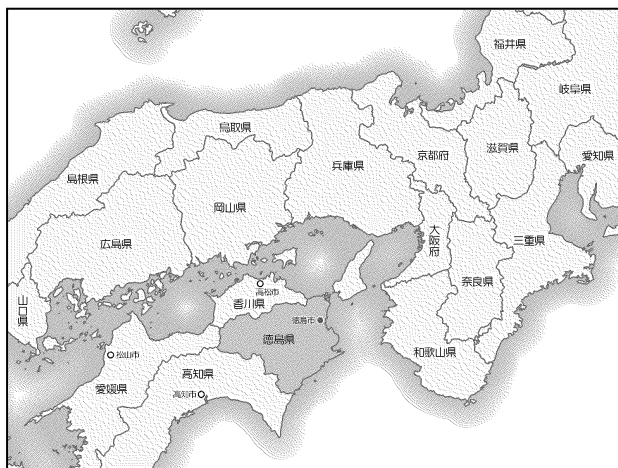 福井県
岐阜県
鳥取県
兵庫県
京都府
滋賀県
愛知県
島根県
岡山県
広島県
大阪府
三重県
奈良県
山口県
高松市
香川県
徳島市
徳島県
松山市
和歌山県
高知県
愛媛県
高知市